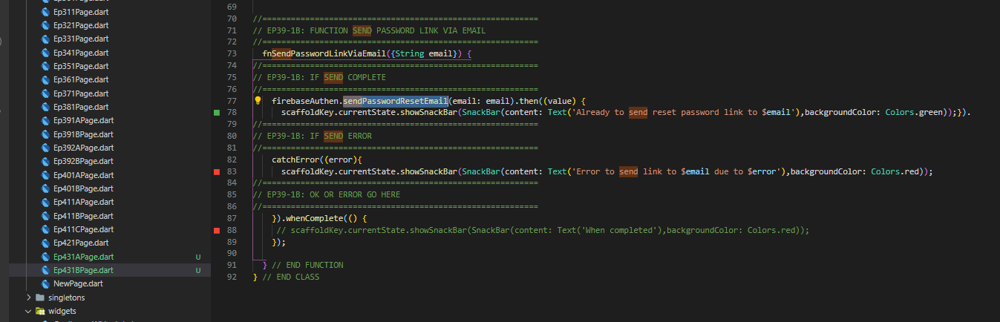 Ep311Page.dart
Ep321Page.dart
Ep331Page.dart
Ep341Page.dart
Ep351Page.dart
Ep361Page.dart
Ep371Page.dart
Ep381Page.dart
Ep391APage.dart
Ep391BPage.dart
Ep392APage.dart
Ep392BPage.dart
Ep401APage.dart
Ep401BPage.dart
Ep411APage.dart
Ep411BPage.dart
Ep411CPage.dart
Ep421Page.dart
Ep431APage.dart U
Ep431BPage.dart U
NewPage.dart
singletons
widgets
69
70 //==========================================================
71 // EP39-1B: FUNCTION SEND PASSWORD LINK VIA EMAIL
72 //==========================================================
73 fnSendPasswordLinkViaEmail({String email}) {
74 //==========================================================
75 // EP39-1B: IF SEND COMPLETE
76 //==========================================================
77 firebaseAuthen.sendPasswordResetEmail(email: email).then((value) {
78 scaffoldKey.currentState.showSnackBar(SnackBar(content: Text('Already to send reset password link to $email'),backgroundColor: Colors.green));}).
79 //==========================================================
80 // EP39-1B: IF SEND ERROR
81 //==========================================================
82 catchError((error){
83 scaffoldKey.currentState.showSnackBar(SnackBar(content: Text('Error to send link to $email due to $error'),backgroundColor: Colors.red));
84 //==========================================================
85 // EP39-1B: OK OR ERROR GO HERE
86 //==========================================================
87 }).whenComplete(() {
88 // scaffoldKey.currentState.showSnackBar(SnackBar(content: Text('When completed'),backgroundColor: Colors.red));
89 });
90
91 } // END FUNCTION
92 } // END CLASS